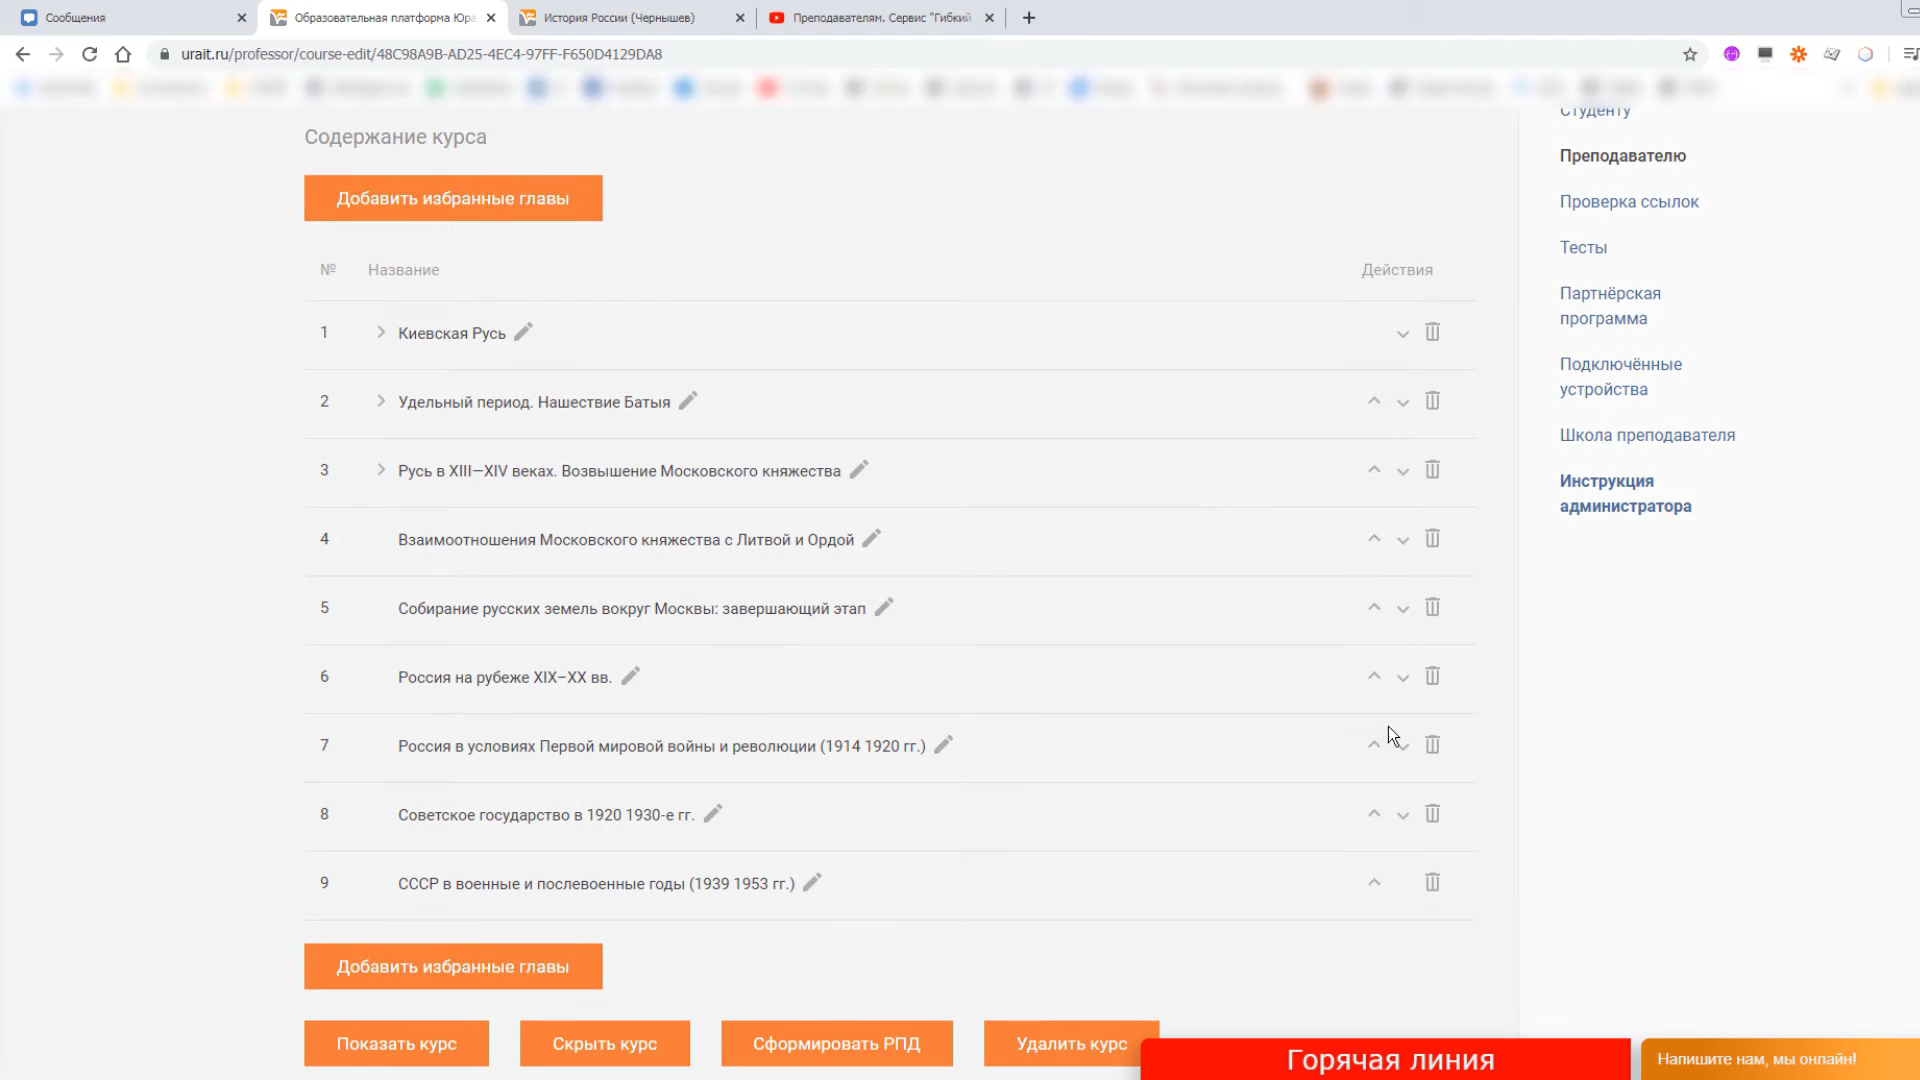 Сообщения
Образовательная платформа Юра
История России (Чернышев)
Преподавателям. Сервис "Гибкий
urait.ru/professor/course-edit/48C98A9B-AD25-4EC4-97FF-F650D4129DA8
Содержание курса
Добавить избранные главы
№ Название Действия
1 Киевская Русь
2 Удельный период. Нашествие Батыя
3 Русь в XIII—XIV веках. Возвышение Московского княжества
4 Взаимоотношения Московского княжества с Литвой и Ордой
5 Собирание русских земель вокруг Москвы: завершающий этап
6 Россия на рубеже XIX–XX вв.
7 Россия в условиях Первой мировой войны и революции (1914 1920 гг.)
8 Советское государство в 1920 1930-е гг.
9 СССР в военные и послевоенные годы (1939 1953 гг.)
Добавить избранные главы
Показать курс
Скрыть курс
Сформировать РПД
Удалить курс
Студенту
Преподавателю
Проверка ссылок
Тесты
Партнёрская
программа
Подключённые
устройства
Школа преподавателя
Инструкция
администратора
Горячая линия
Напишите нам, мы онлайн!